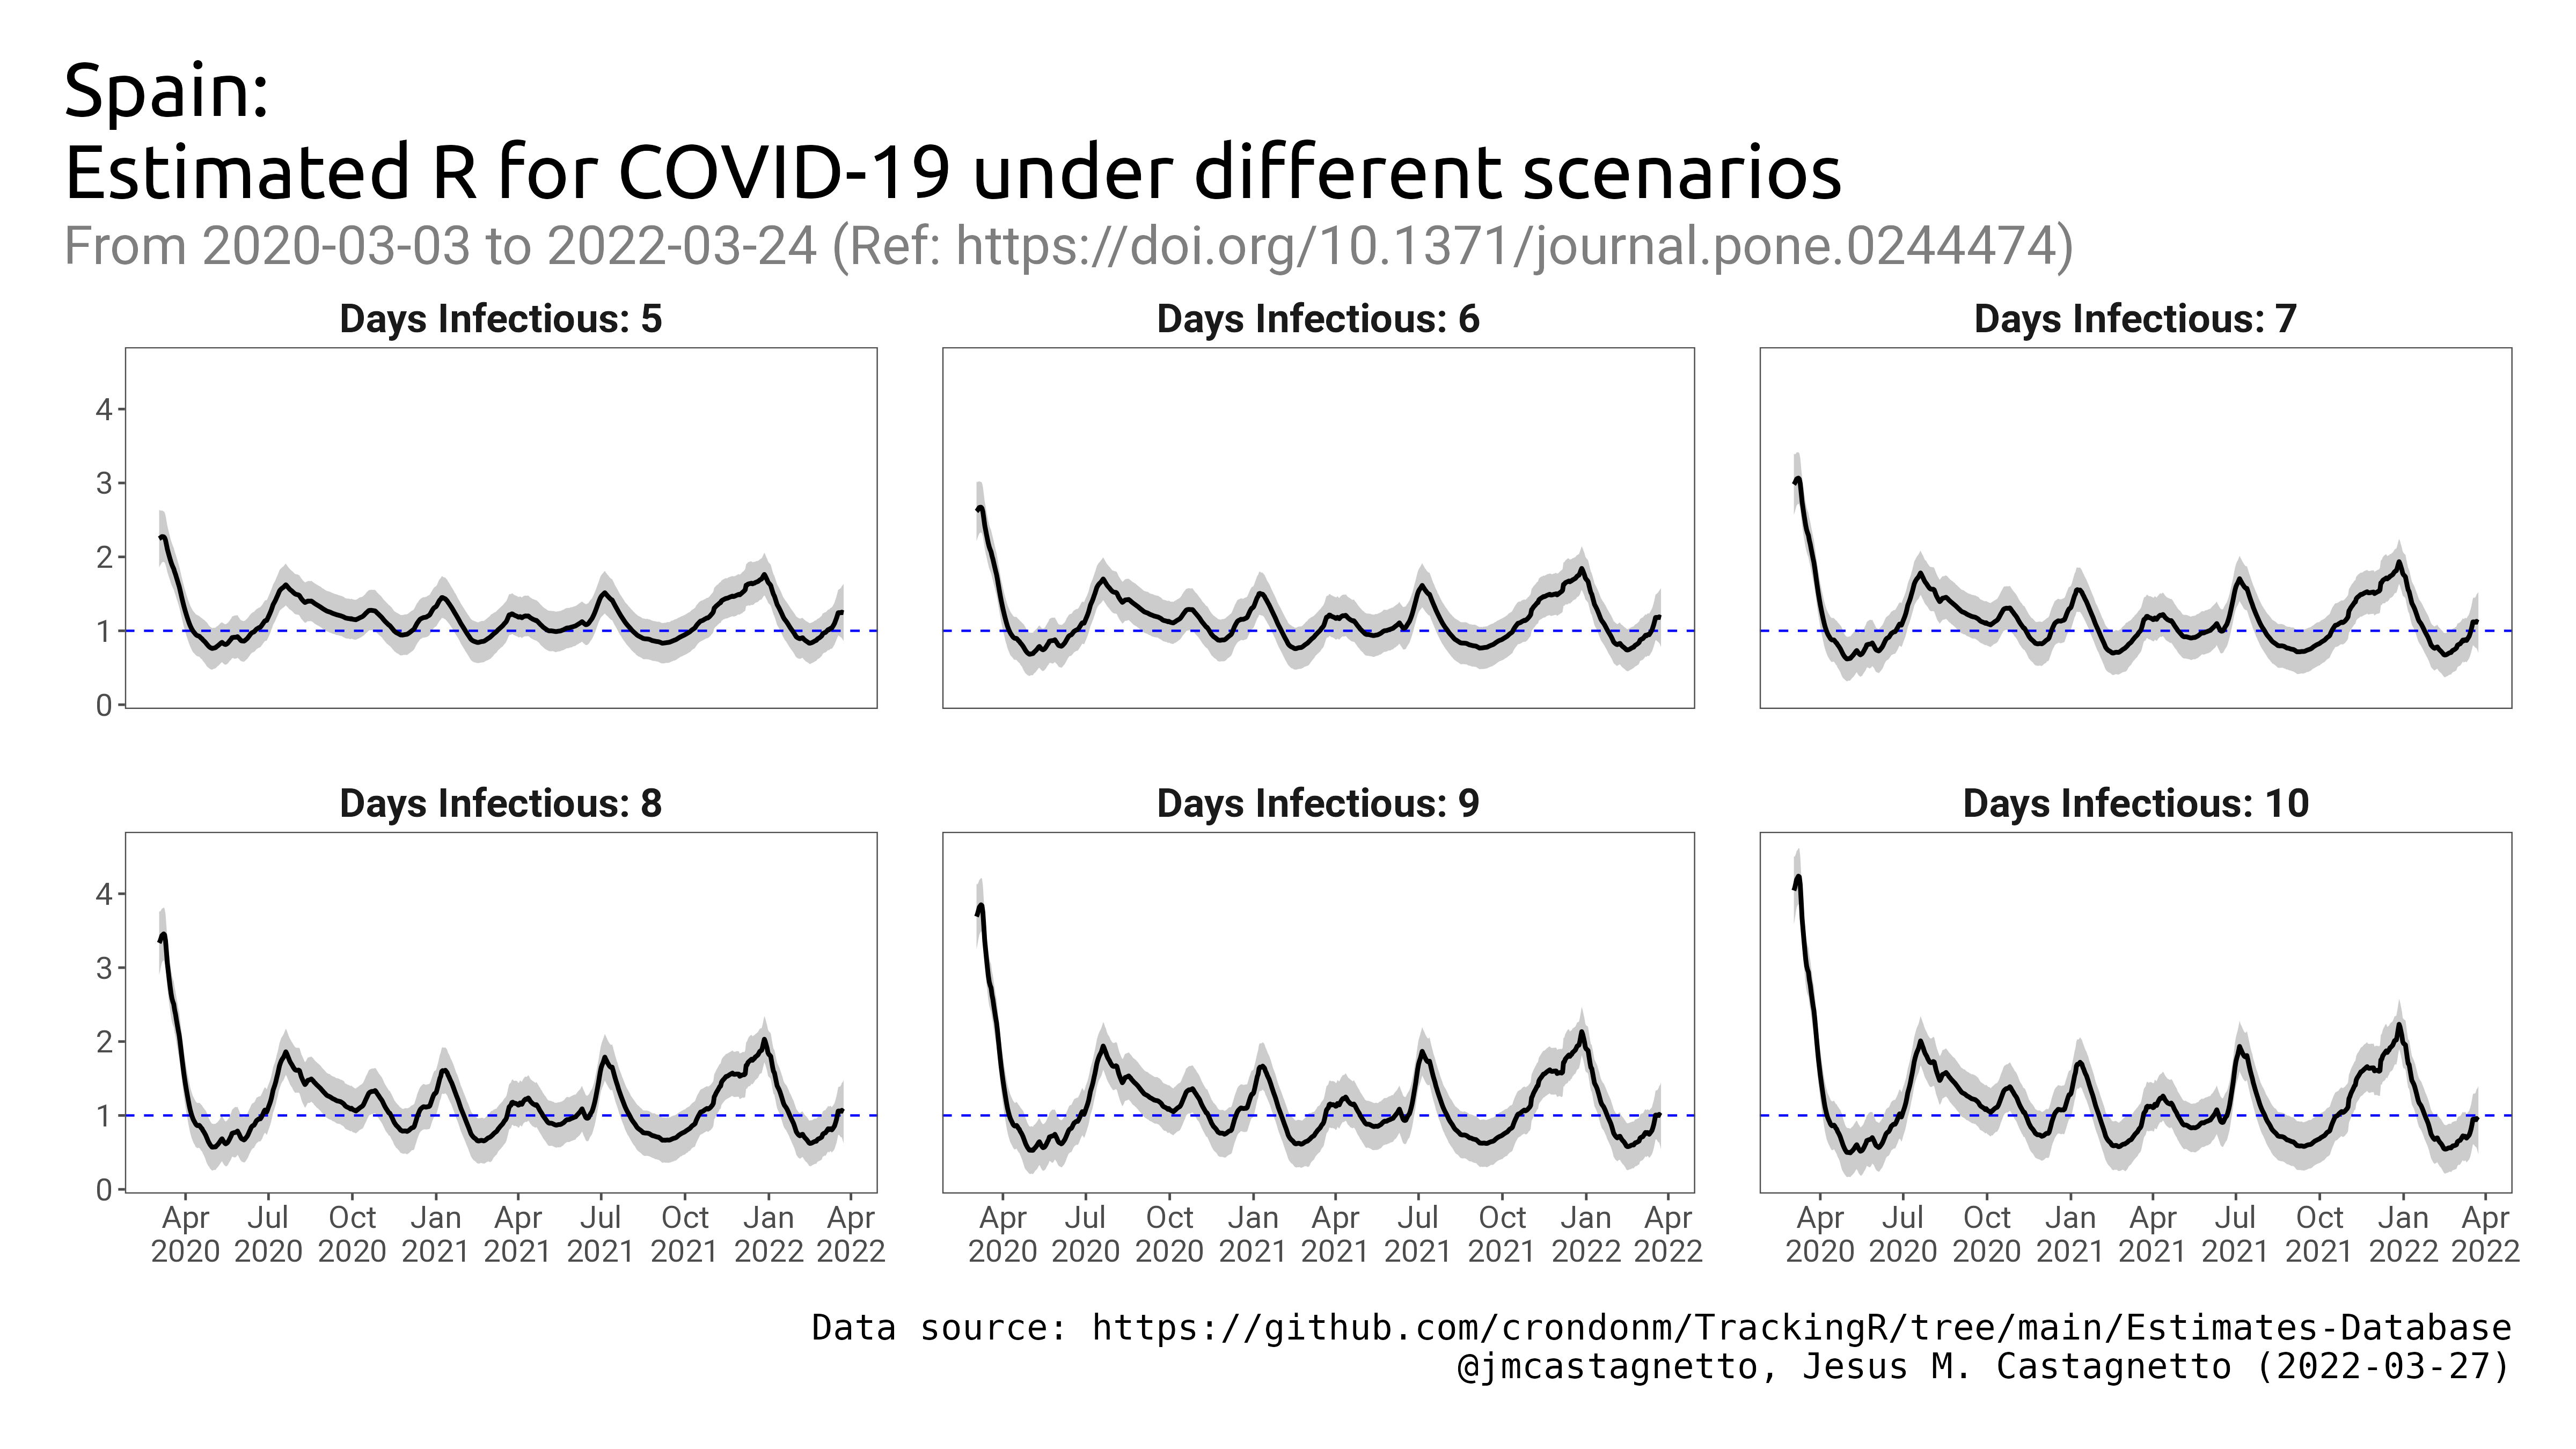 Spain:
Estimated R for COVID-19 under different scenarios
From 2020-03-03 to 2022-03-24 (Ref: https://doi.org/10.1371/journal.pone.0244474)
Days Infectious: 5
Days Infectious: 6
Days Infectious: 7
4
3
2
1
0
Days Infectious: 8
Days Infectious: 9
Days Infectious: 10
4
3
2
1
0
Apr Jul Oct Jan Apr Jul Oct Jan Apr
2020 2020 2020 2021 2021 2021 2021 2022 2022
Apr Jul Oct Jan Apr Jul Oct Jan Apr
2020 2020 2020 2021 2021 2021 2021 2022 2022
Apr Jul Oct Jan Apr Jul Oct Jan Apr
2020 2020 2020 2021 2021 2021 2021 2022 2022
Data source: https://github.com/crondonm/TrackingR/tree/main/Estimates-Database
@jmcastagnetto, Jesus M. Castagnetto (2022-03-27)